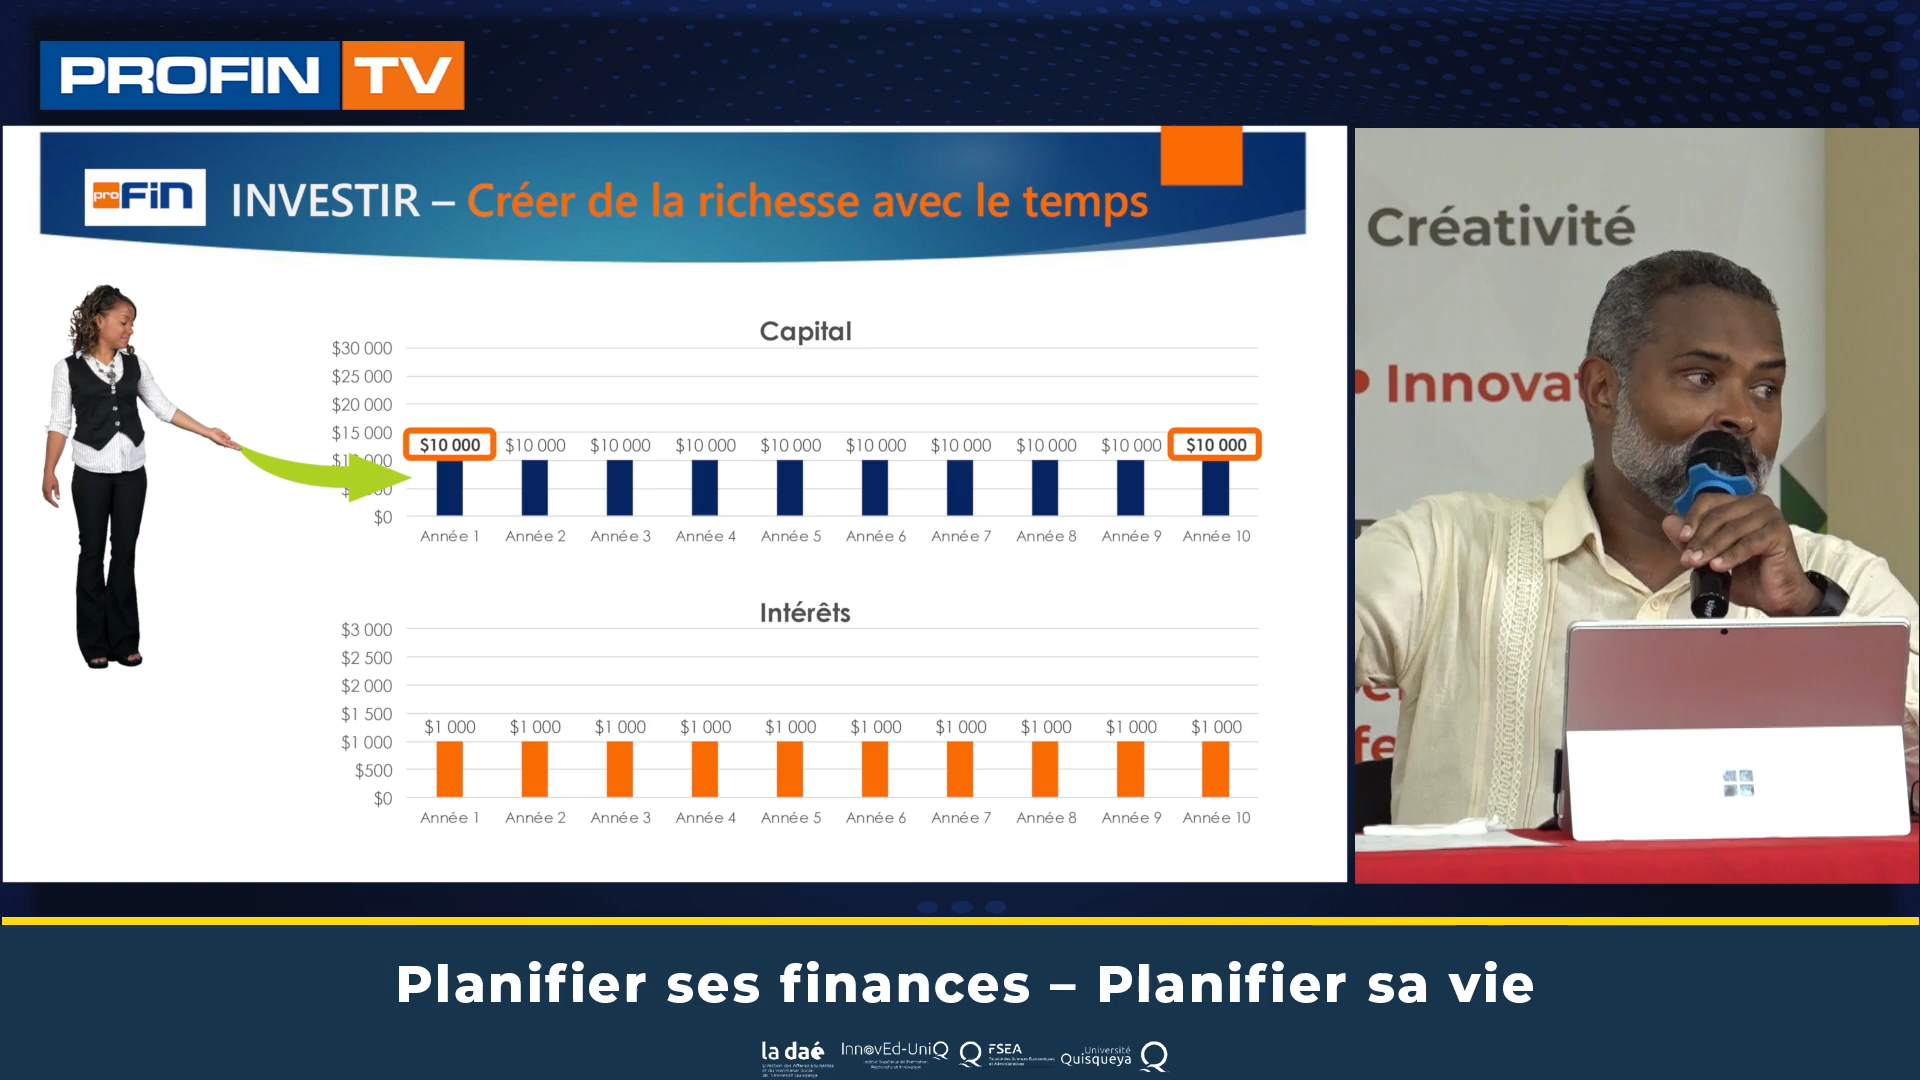 PROFIN TV
proFin INVESTIR – Créer de la richesse avec le temps
Capital
$30 000
$25 000
$20 000
$15 000
$0
$10 000 $10 000 $10 000 $10 000 $10 000 $10 000 $10 000 $10 000 $10 000 $10 000
Année 1 Année 2 Année 3 Année 4 Année 5 Année 6 Année 7 Année 8 Année 9 Année 10
Intérêts
$3 000
$2 500
$2 000
$1 500
$1 000
$500
$0
$1 000 $1 000 $1 000 $1 000 $1 000 $1 000 $1 000 $1 000 $1 000 $1 000
Année 1 Année 2 Année 3 Année 4 Année 5 Année 6 Année 7 Année 8 Année 9 Année 10
Créativité
• Innovat
Planifier ses finances – Planifier sa vie
la daé
InnovEd-UniQ
FSEA
Université
Quisqueya